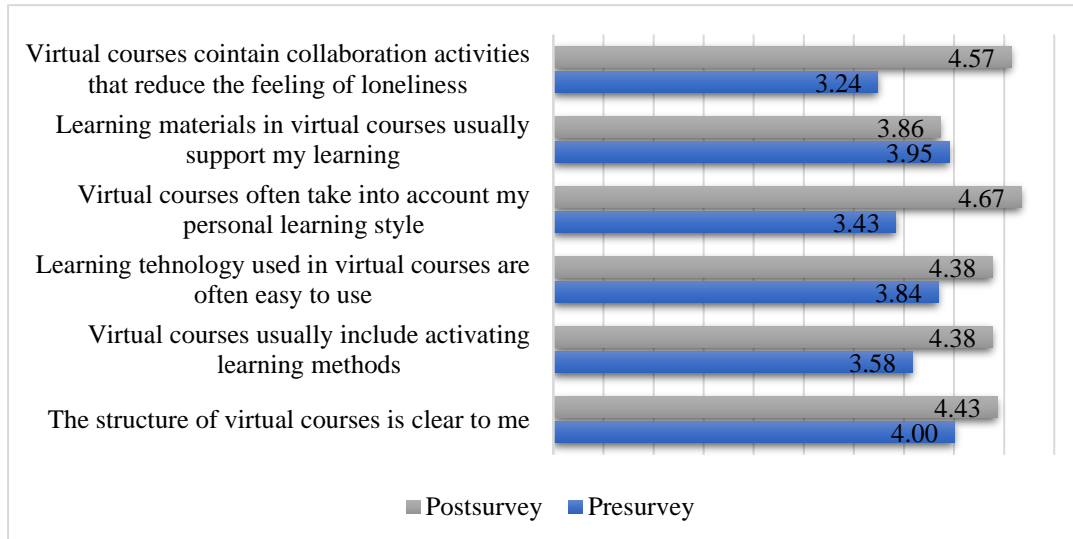 Virtual courses cointain collaboration activities
that reduce the feeling of loneliness
4.57
3.24
Learning materials in virtual courses usually
support my learning
3.86
3.95
Virtual courses often take into account my
personal learning style
4.67
3.43
Learning tehnology used in virtual courses are
often easy to use
4.38
3.84
Virtual courses usually include activating
learning methods
4.38
3.58
The structure of virtual courses is clear to me
4.43
4.00
Postsurvey Presurvey